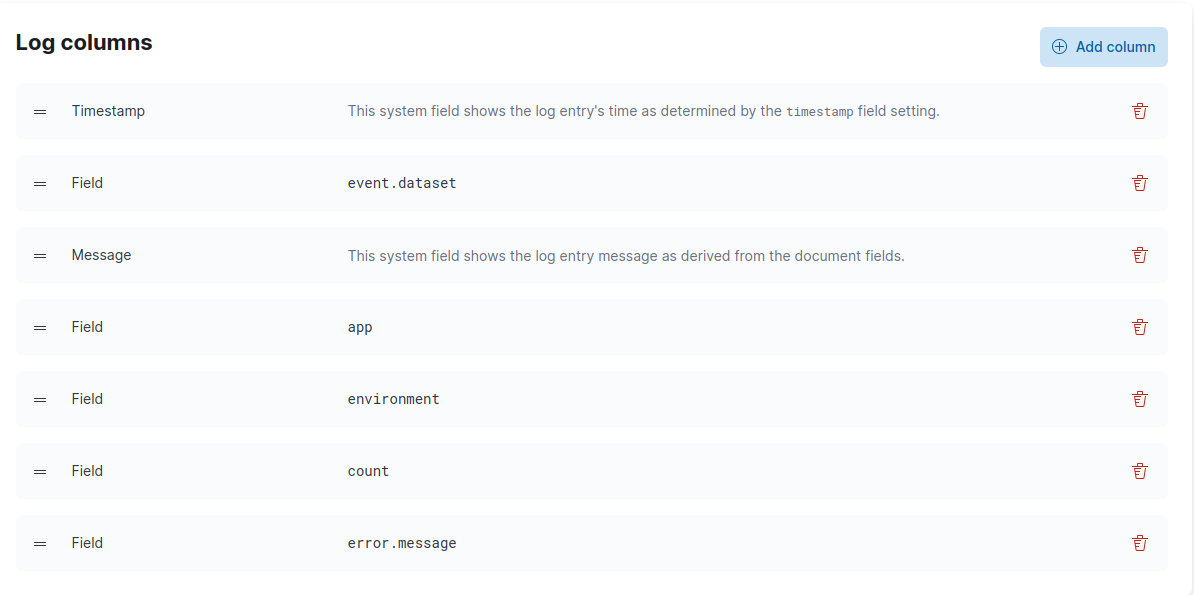 Log columns
Add column
Timestamp This system field shows the log entry's time as determined by the timestamp field setting.
Field event.dataset
Message This system field shows the log entry message as derived from the document fields.
Field app
Field environment
Field count
Field error.message